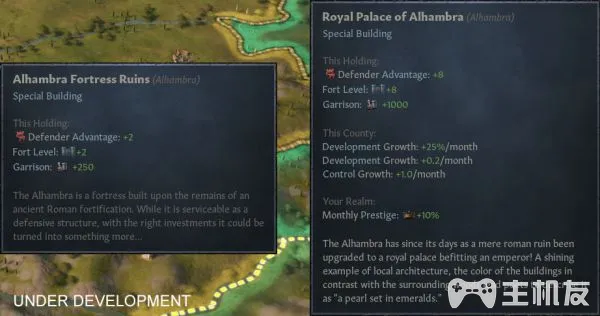 Alhambra Fortress Ruins (Alhambra)
Special Building
This Holding:
Defender Advantage: +2
Fort Level: +2
Garrison: +250
The Alhambra is a fortress built upon the remains of an
ancient Roman fortification. While it is serviceable as a
defensive structure, with the right investments it could be
turned into something more...
UNDER DEVELOPMENT
Royal Palace of Alhambra (Alhambra)
Special Building
This Holding:
Defender Advantage: +8
Fort Level: +8
Garrison: +1000
This County:
Development Growth: +25%/month
Development Growth: +0.2/month
Control Growth: +1.0/month
Your Realm:
Monthly Prestige: +10%
The Alhambra has since its days as a mere roman ruin been
upgraded to a royal palace befitting an emperor! A shining
example of local architecture, the color of the buildings in
contrast with the surrounding
as "a pearl set in emeralds."
主机友